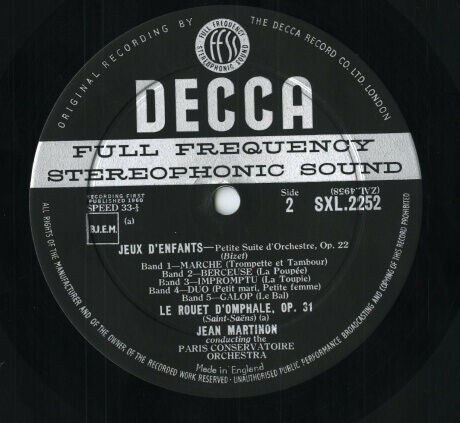 ORIGINAL RECORDING BY THE DECCA RECORD CO. LTD. LONDON
FULL FREQUENCY
ffss
STEREOPHONIC SOUND
DECCA
FULL FREQUENCY
STEREOPHONIC SOUND
RECORDING FIRST
PUBLISHED 1960
SPEED 33⅓
(a)
B.I.E.M.
Side
2
(ZAL.4958)
SXL.2252
JEUX D'ENFANTS—Petite Suite d'Orchestre, Op. 22
(Bizet)
Band 1—MARCHE (Trompette et Tambour)
Band 2—BERCEUSE (La Poupée)
Band 3—IMPROMPTU (La Toupie)
Band 4—DUO (Petit mari, Petite femme)
Band 5—GALOP (Le Bal)
LE ROUET D'OMPHALE, OP. 31
(Saint-Saëns) (a)
JEAN MARTINON
conducting the
PARIS CONSERVATOIRE
ORCHESTRA
Made in England
ALL RIGHTS OF THE MANUFACTURER AND OF THE OWNER OF THE RECORDED WORK RESERVED · UNAUTHORISED PUBLIC PERFORMANCE BROADCASTING AND COPYING OF THIS RECORD PROHIBITED